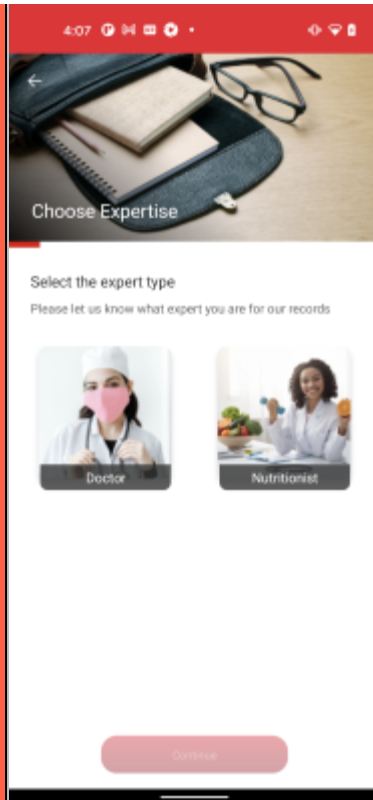 4:07
Choose Expertise
Select the expert type
Please let us know what expert you are for our records
Doctor
Nutritionist
Continue